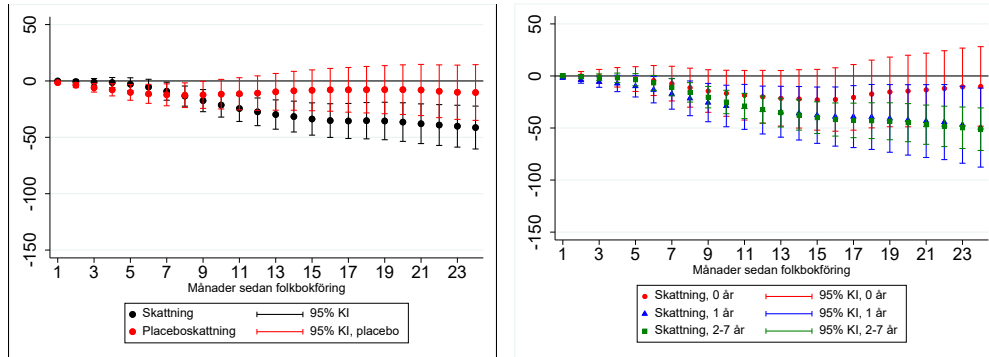 50
0
-50
-100
-150
1 3 5 7 9 11 13 15 17 19 21 23
Månader sedan folkbokföring
Skattning 95% KI
Placeboskattning 95% KI, placebo
50
0
-50
-100
-150
1 3 5 7 9 11 13 15 17 19 21 23
Månader sedan folkbokföring
Skattning, 0 år 95% KI, 0 år
Skattning, 1 år 95% KI, 1 år
Skattning, 2-7 år 95% KI, 2-7 år